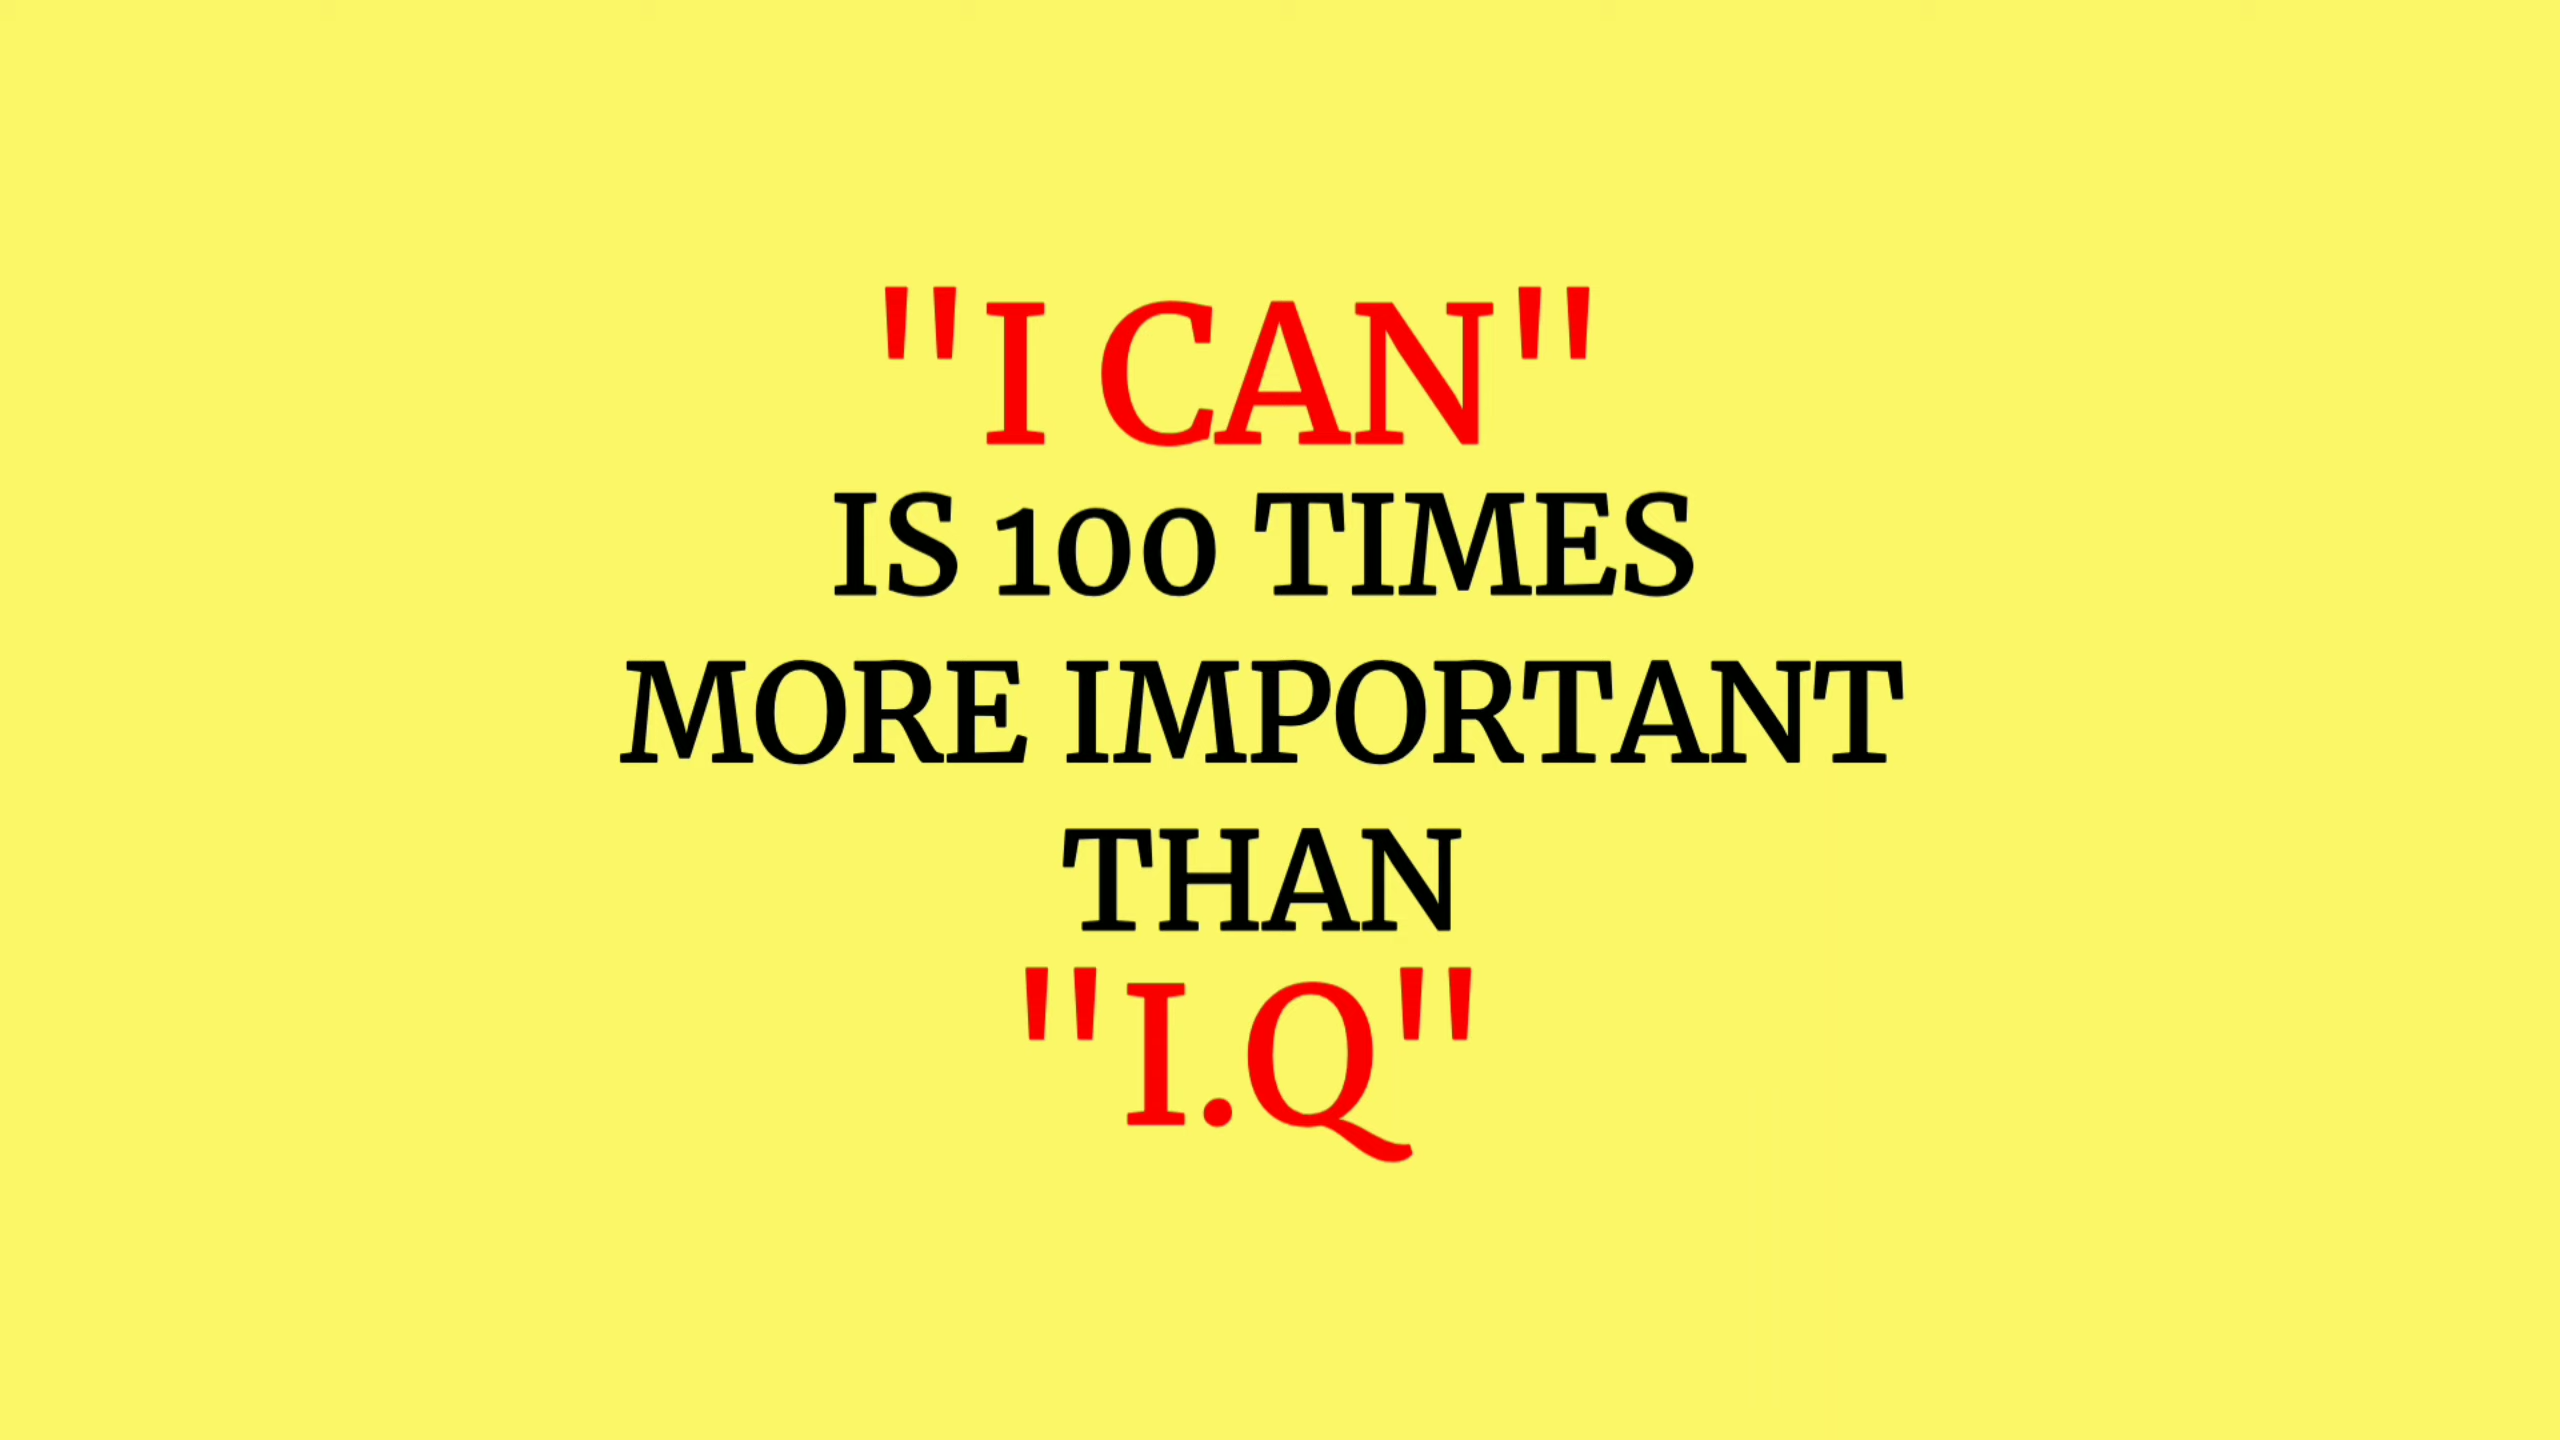 "I CAN"
IS 100 TIMES
MORE IMPORTANT
THAN
"I.Q"